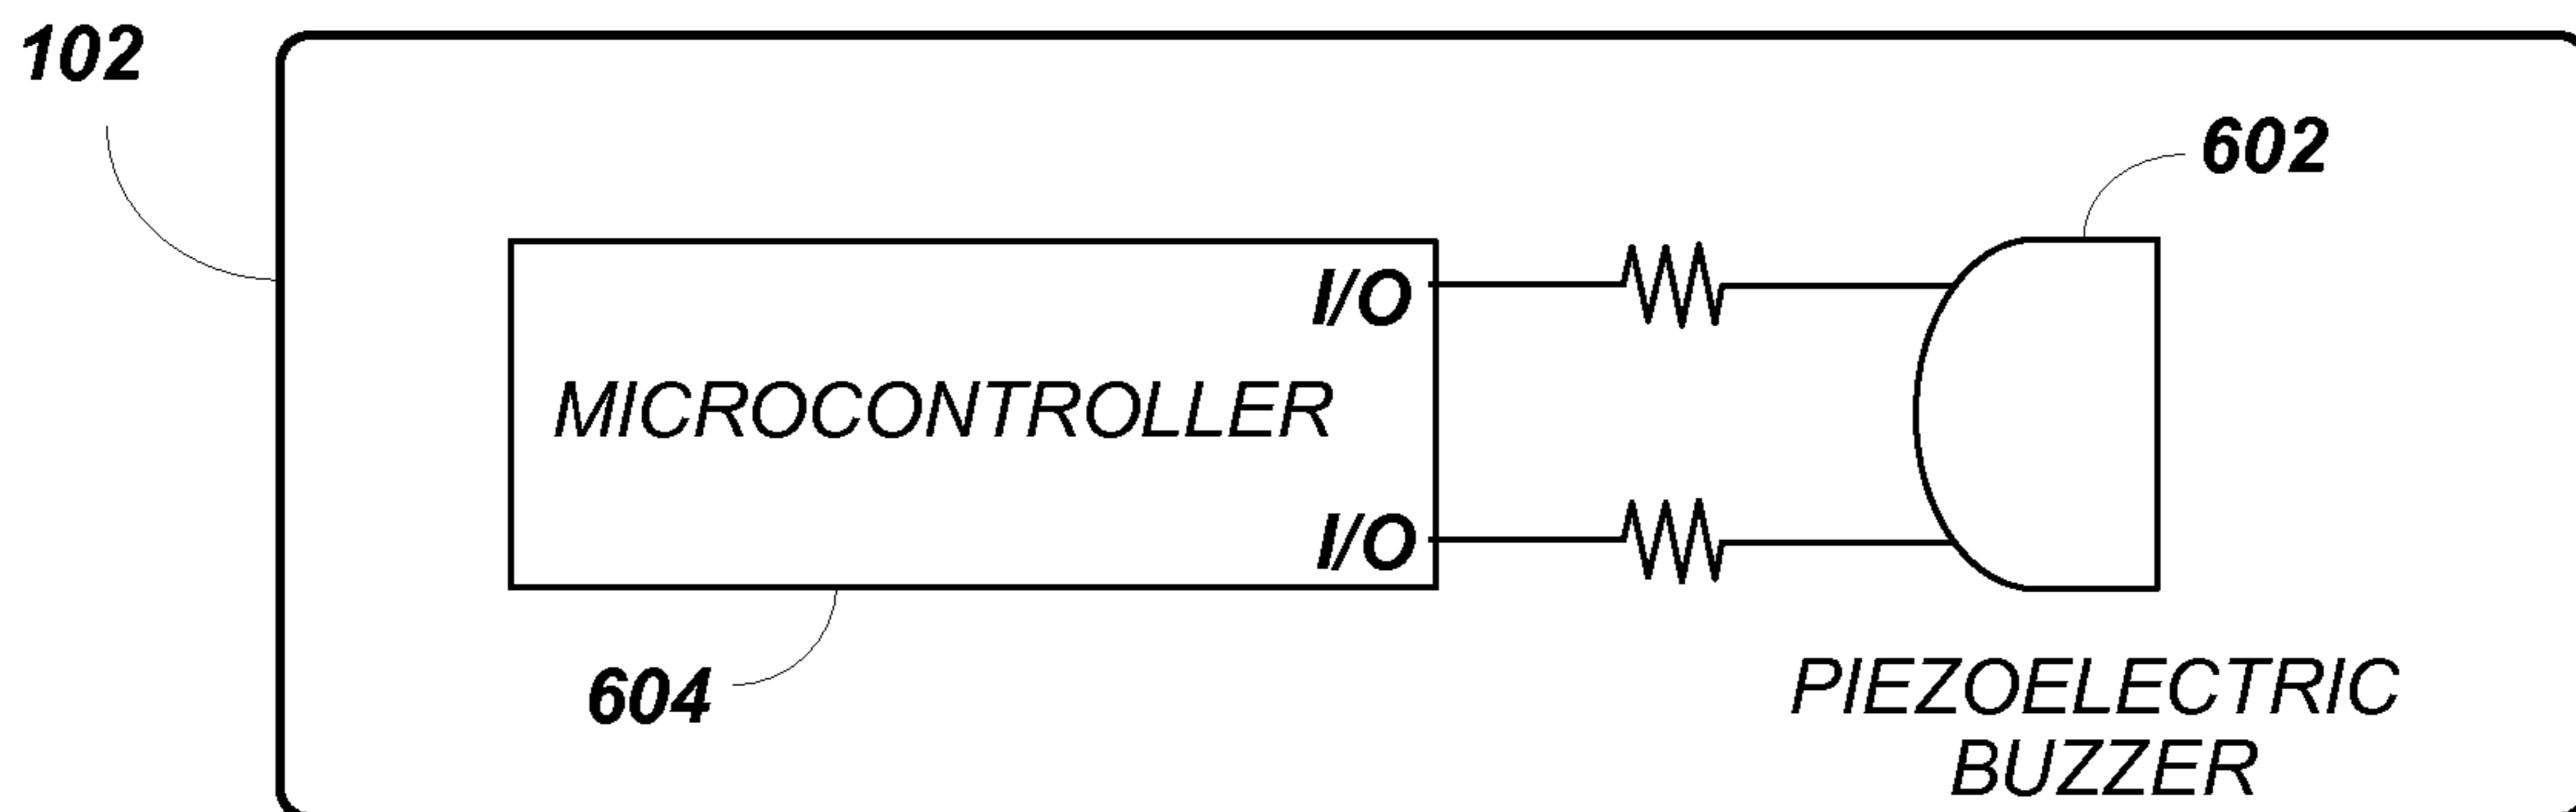 102
602
I/O
MICROCONTROLLER
I/O
604
PIEZOELECTRIC
BUZZER